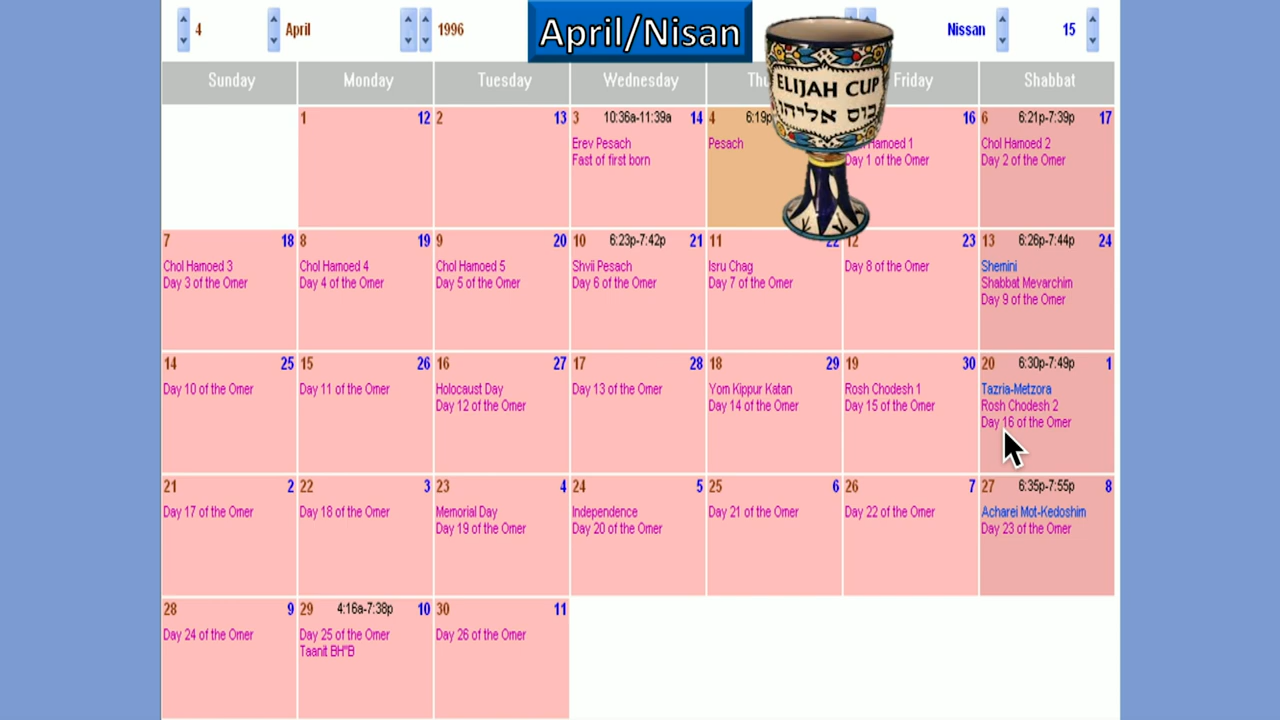 4 April 1996 April/Nisan Nissan 15
ELIJAH CUP
כוס אליהו
Sunday Monday Tuesday Wednesday Friday Shabbat
1 12 2 13 3 10:36a-11:39a 14 4 6:19p 16 6 6:21p-7:39p 17
Erev Pesach Pesach Hamoed 1 Chol Hamoed 2
Fast of first born Day 1 of the Omer Day 2 of the Omer
7 18 8 19 9 20 10 6:23p-7:42p 21 11 22 12 23 13 6:26p-7:44p 24
Chol Hamoed 3 Chol Hamoed 4 Chol Hamoed 5 Shvii Pesach Isru Chag Day 8 of the Omer Shemini
Day 3 of the Omer Day 4 of the Omer Day 5 of the Omer Day 6 of the Omer Day 7 of the Omer Shabbat Mevarchim
Day 9 of the Omer
14 25 15 26 16 27 17 28 18 29 19 30 20 6:30p-7:49p 1
Day 10 of the Omer Day 11 of the Omer Holocaust Day Day 13 of the Omer Yom Kippur Katan Rosh Chodesh 1 Tazria-Metzora
Day 12 of the Omer Day 14 of the Omer Day 15 of the Omer Rosh Chodesh 2
Day 16 of the Omer
21 2 22 3 23 4 24 5 25 6 26 7 27 6:35p-7:55p 8
Day 17 of the Omer Day 18 of the Omer Memorial Day Independence Day 21 of the Omer Day 22 of the Omer Acharei Mot-Kedoshim
Day 19 of the Omer Day 20 of the Omer Day 23 of the Omer
28 9 29 4:16a-7:38p 10 30 11
Day 24 of the Omer Day 25 of the Omer Day 26 of the Omer
Taanit BH"B